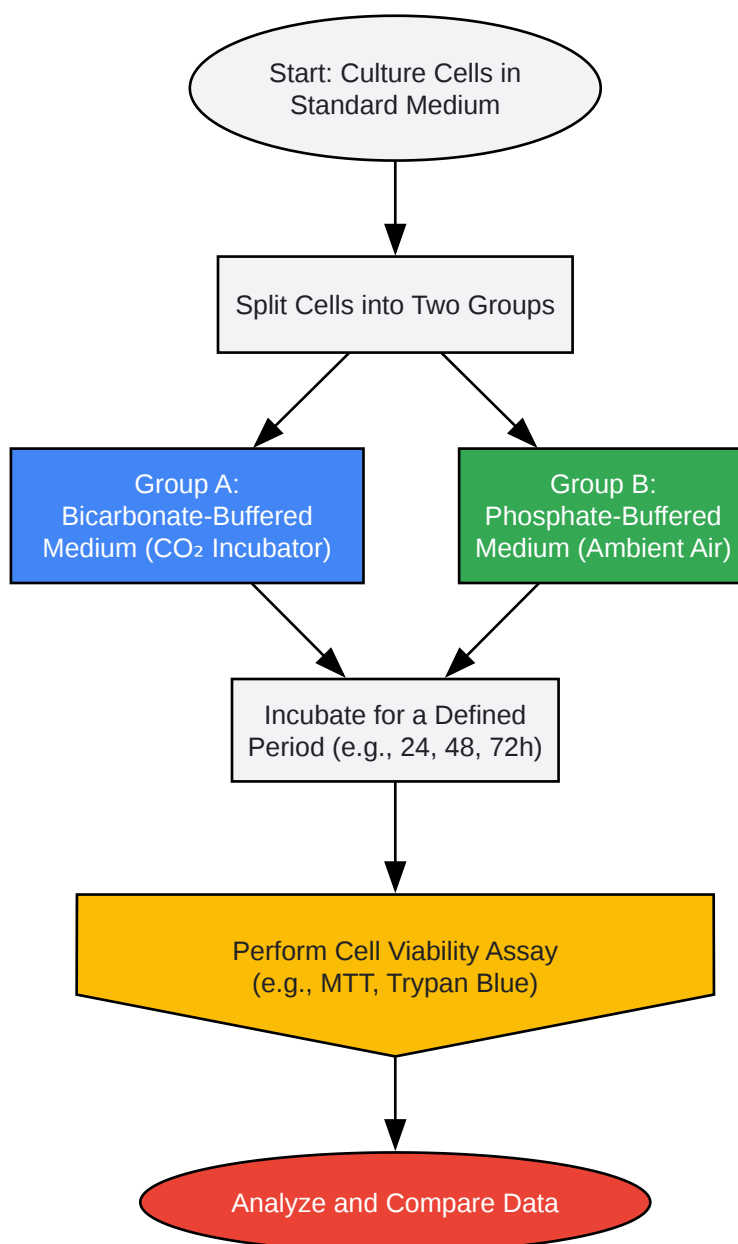 Start: Culture Cells in
Standard Medium
Split Cells into Two Groups
Group A:
Bicarbonate-Buffered
Medium (CO₂ Incubator)
Group B:
Phosphate-Buffered
Medium (Ambient Air)
Incubate for a Defined
Period (e.g., 24, 48, 72h)
Perform Cell Viability Assay
(e.g., MTT, Trypan Blue)
Analyze and Compare Data